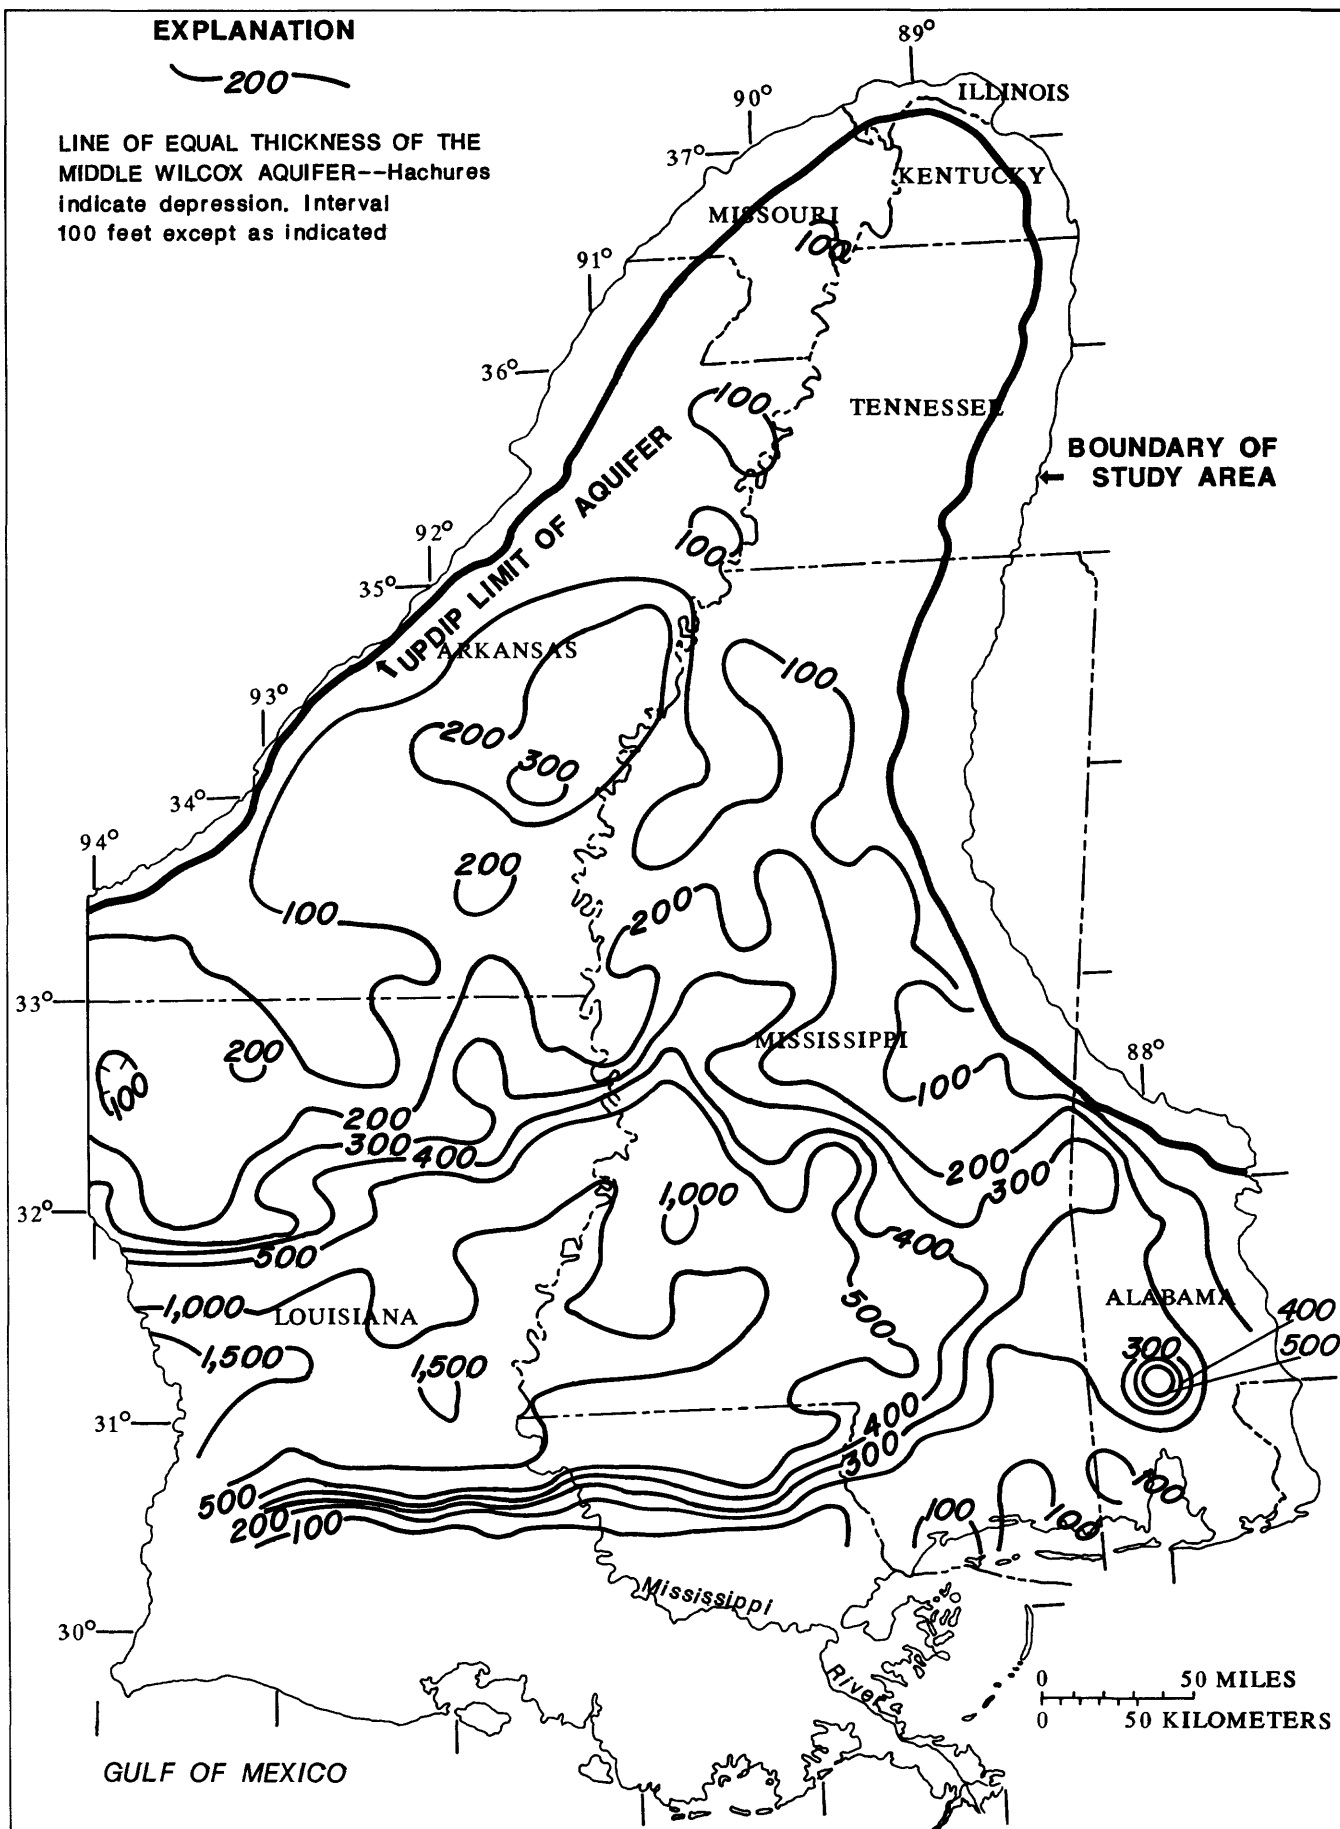 EXPLANATION
200
LINE OF EQUAL THICKNESS OF THE
MIDDLE WILCOX AQUIFER--Hachures
indicate depression. Interval
100 feet except as indicated
89°
ILLINOIS
90°
37°
KENTUCKY
MISSOURI
100
91°
36°
100
TENNESSEE
BOUNDARY OF
STUDY AREA
UPDIP LIMIT OF AQUIFER
92°
100
35°
ARKANSAS
100
93°
200
300
34°
94°
200
200
100
33°
MISSISSIPPI
200
88°
100
100
200
300
400
200
300
1,000
32°
400
500
1,000
LOUISIANA
500
ALABAMA
400
300
500
1,500
1,500
31°
400
300
500
200
100
100
100
100
Mississippi
River
30°
0 50 MILES
0 50 KILOMETERS
GULF OF MEXICO